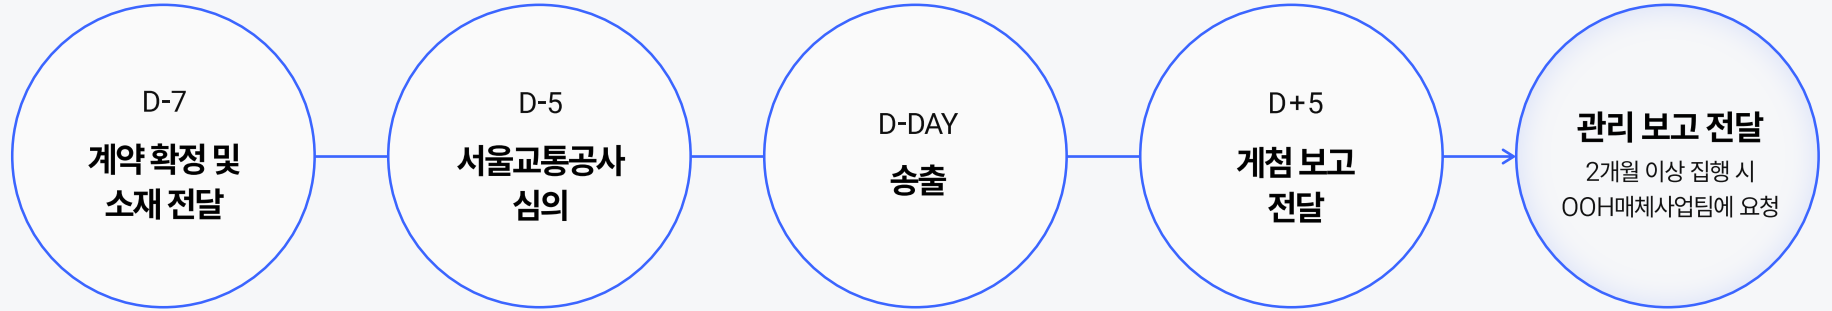 D-7
계약 확정 및
소재 전달
D-5
서울교통공사
심의
D-DAY
송출
D+5
게첨 보고
전달
관리 보고 전달
2개월 이상 집행 시
OOH매체사업팀에 요청